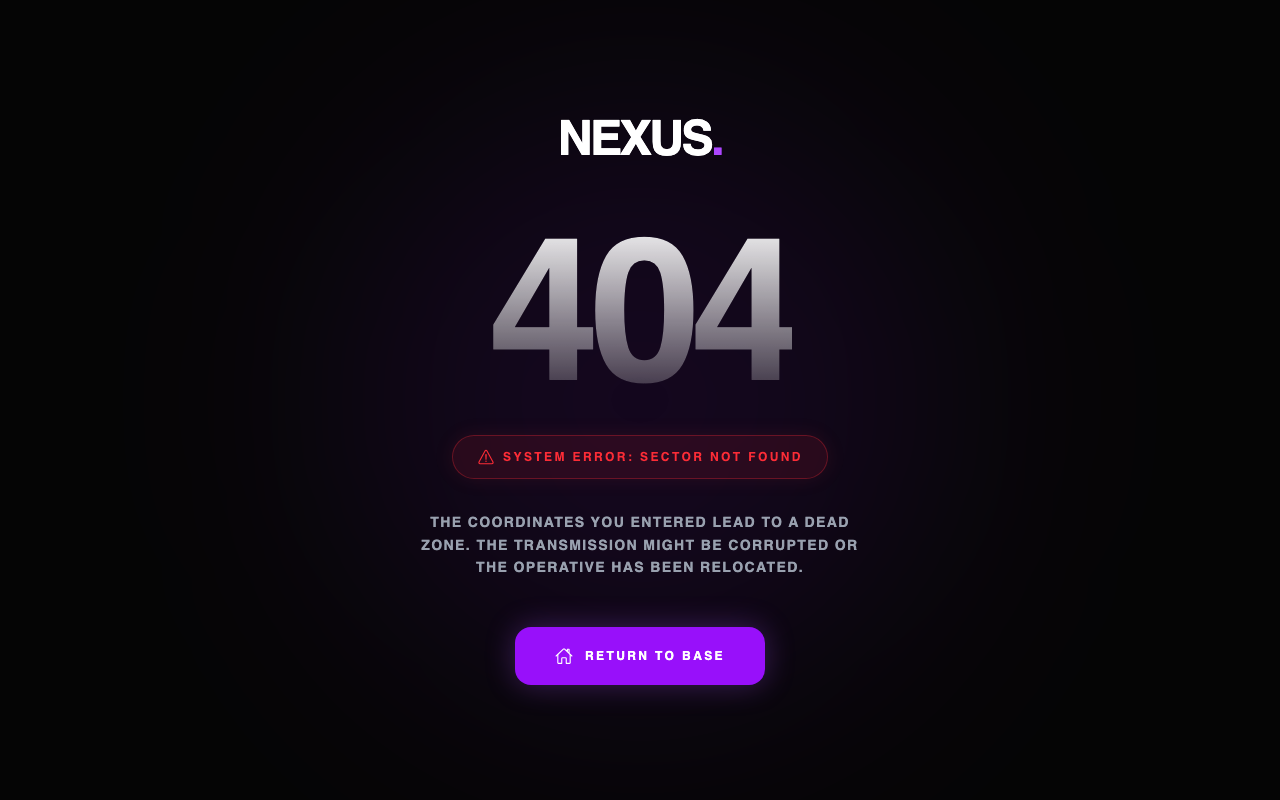 NEXUS.
404
SYSTEM ERROR: SECTOR NOT FOUND
THE COORDINATES YOU ENTERED LEAD TO A DEAD
ZONE. THE TRANSMISSION MIGHT BE CORRUPTED OR
THE OPERATIVE HAS BEEN RELOCATED.
RETURN TO BASE